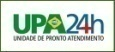 UPA24h
UNIDADE DE PRONTO ATENDIMENTO